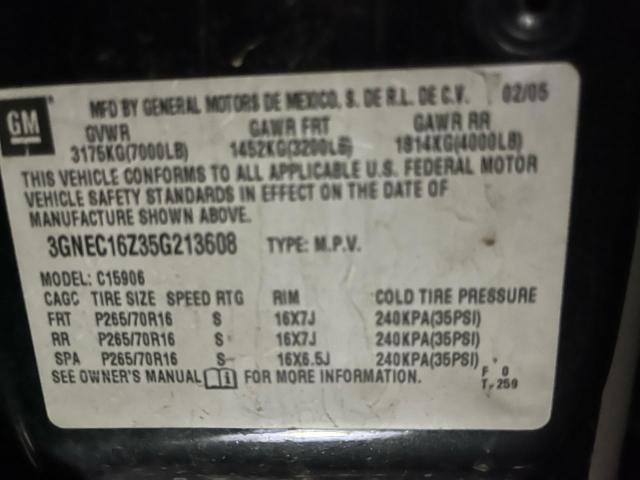 GM
MFD BY GENERAL MOTORS DE MEXICO, S. DE R.L. DE C.V. 02/05
GVWR GAWR FRT GAWR RR
3175KG(7000LB) 1452KG(3200LB) 1814KG(4000LB)
THIS VEHICLE CONFORMS TO ALL APPLICABLE U.S. FEDERAL MOTOR
VEHICLE SAFETY STANDARDS IN EFFECT ON THE DATE OF
MANUFACTURE SHOWN ABOVE.
3GNEC16Z35G213608 TYPE: M.P.V.
MODEL: C15906
CAGC TIRE SIZE SPEED RTG RIM COLD TIRE PRESSURE
FRT P265/70R16 S 16X7J 240KPA(35PSI)
RR P265/70R16 S 16X7J 240KPA(35PSI)
SPA P265/70R16 S 16X6.5J 240KPA(35PSI)
SEE OWNER'S MANUAL FOR MORE INFORMATION.
F 0
T-259